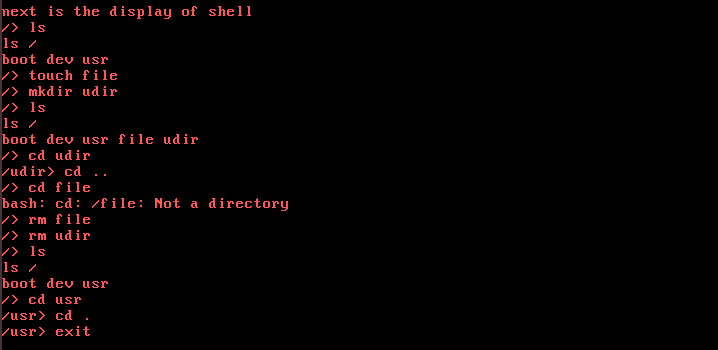 next is the display of shell
/> ls
ls /
boot dev usr
/> touch file
/> mkdir udir
/> ls
ls /
boot dev usr file udir
/> cd udir
/udir> cd ..
/> cd file
bash: cd: /file: Not a directory
/> rm file
/> rm udir
/> ls
ls /
boot dev usr
/> cd usr
/usr> cd .
/usr> exit